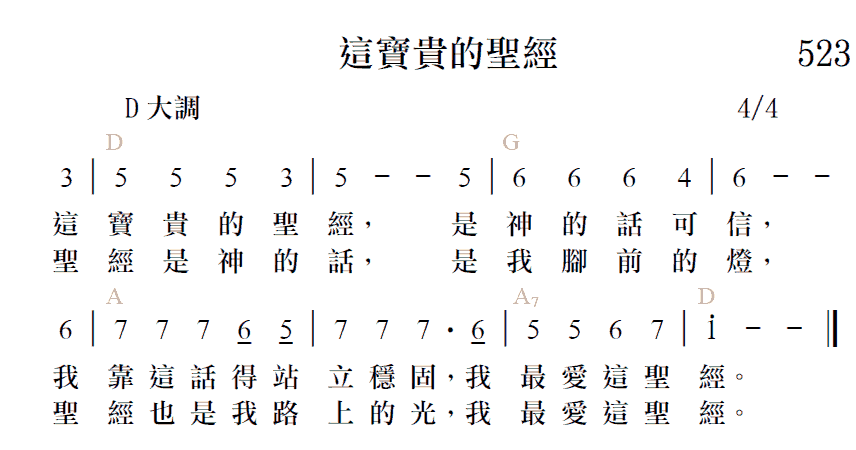 這寶貴的聖經 523
D 大調 4/4
D G
3 | 5 5 5 3 | 5 - - 5 | 6 6 6 4 | 6 - -
這 寶 貴 的 聖 經， 是 神 的 話 可 信，
聖 經 是 神 的 話， 是 我 腳 前 的 燈，
A A7 D
6 | 7 7 7 6 5 | 7 7 7 · 6 | 5 5 6 7 | i - - ‖
我 靠 這 話 得 站 立 穩 固，我 最 愛 這 聖 經。
聖 經 也 是 我 路 上 的 光，我 最 愛 這 聖 經。